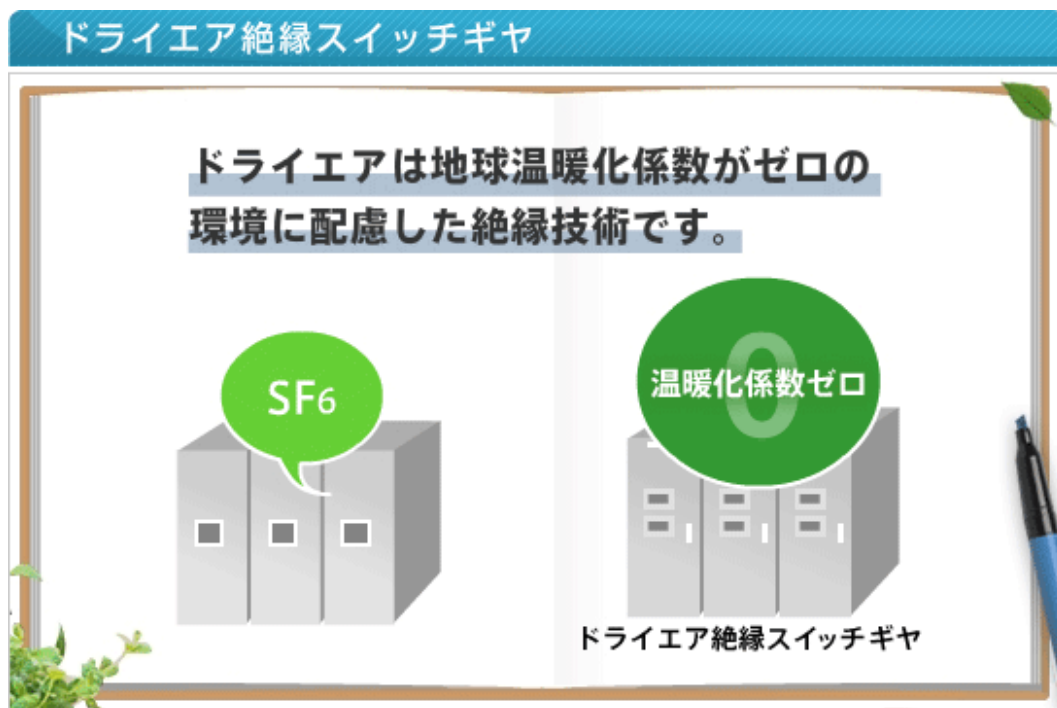 ドライエア絶縁スイッチギヤ
ドライエアは地球温暖化係数がゼロの
環境に配慮した絶縁技術です。
SF6
0
温暖化係数ゼロ
ドライエア絶縁スイッチギヤ